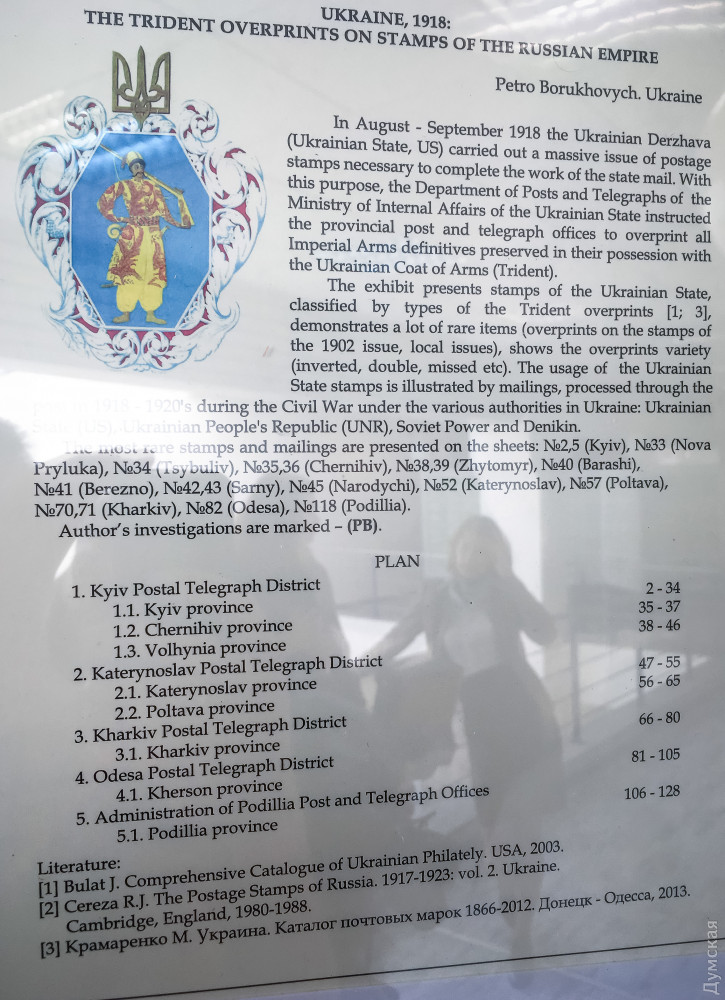 UKRAINE, 1918:
THE TRIDENT OVERPRINTS ON STAMPS OF THE RUSSIAN EMPIRE
Petro Borukhovych. Ukraine
In August - September 1918 the Ukrainian Derzhava
(Ukrainian State, US) carried out a massive issue of postage
stamps necessary to complete the work of the state mail. With
this purpose, the Department of Posts and Telegraphs of the
Ministry of Internal Affairs of the Ukrainian State instructed
the provincial post and telegraph offices to overprint all
Imperial Arms definitives preserved in their possession with
the Ukrainian Coat of Arms (Trident).
The exhibit presents stamps of the Ukrainian State,
classified by types of the Trident overprints [1; 3],
demonstrates a lot of rare items (overprints on the stamps of
the 1902 issue, local issues), shows the overprints variety
(inverted, double, missed etc). The usage of the Ukrainian
State stamps is illustrated by mailings, processed through the
1918 - 1920's during the Civil War under the various authorities in Ukraine: Ukrainian
State (US), Ukrainian People's Republic (UNR), Soviet Power and Denikin.
The most rare stamps and mailings are presented on the sheets: №2,5 (Kyiv), №33 (Nova
Pryluka), №34 (Tsybuliv), №35,36 (Chernihiv), №38,39 (Zhytomyr), №40 (Barashi),
№41 (Berezno), №42,43 (Sarny), №45 (Narodychi), №52 (Katerynoslav), №57 (Poltava),
№70,71 (Kharkiv), №82 (Odesa), №118 (Podillia).
Author's investigations are marked – (PB).
PLAN
1. Kyiv Postal Telegraph District
1.1. Kyiv province 2 - 34
1.2. Chernihiv province 35 - 37
1.3. Volhynia province 38 - 46
2. Katerynoslav Postal Telegraph District
2.1. Katerynoslav province 47 - 55
2.2. Poltava province 56 - 65
3. Kharkiv Postal Telegraph District
3.1. Kharkiv province 66 - 80
4. Odesa Postal Telegraph District
4.1. Kherson province 81 - 105
5. Administration of Podillia Post and Telegraph Offices
5.1. Podillia province 106 - 128
Literature:
[1] Bulat J. Comprehensive Catalogue of Ukrainian Philately. USA, 2003.
[2] Cereza R.J. The Postage Stamps of Russia. 1917-1923: vol. 2. Ukraine.
Cambridge, England, 1980-1988.
[3] Крамаренко М. Украина. Каталог почтовых марок 1866-2012. Донецк - Одесса, 2013.
Думская